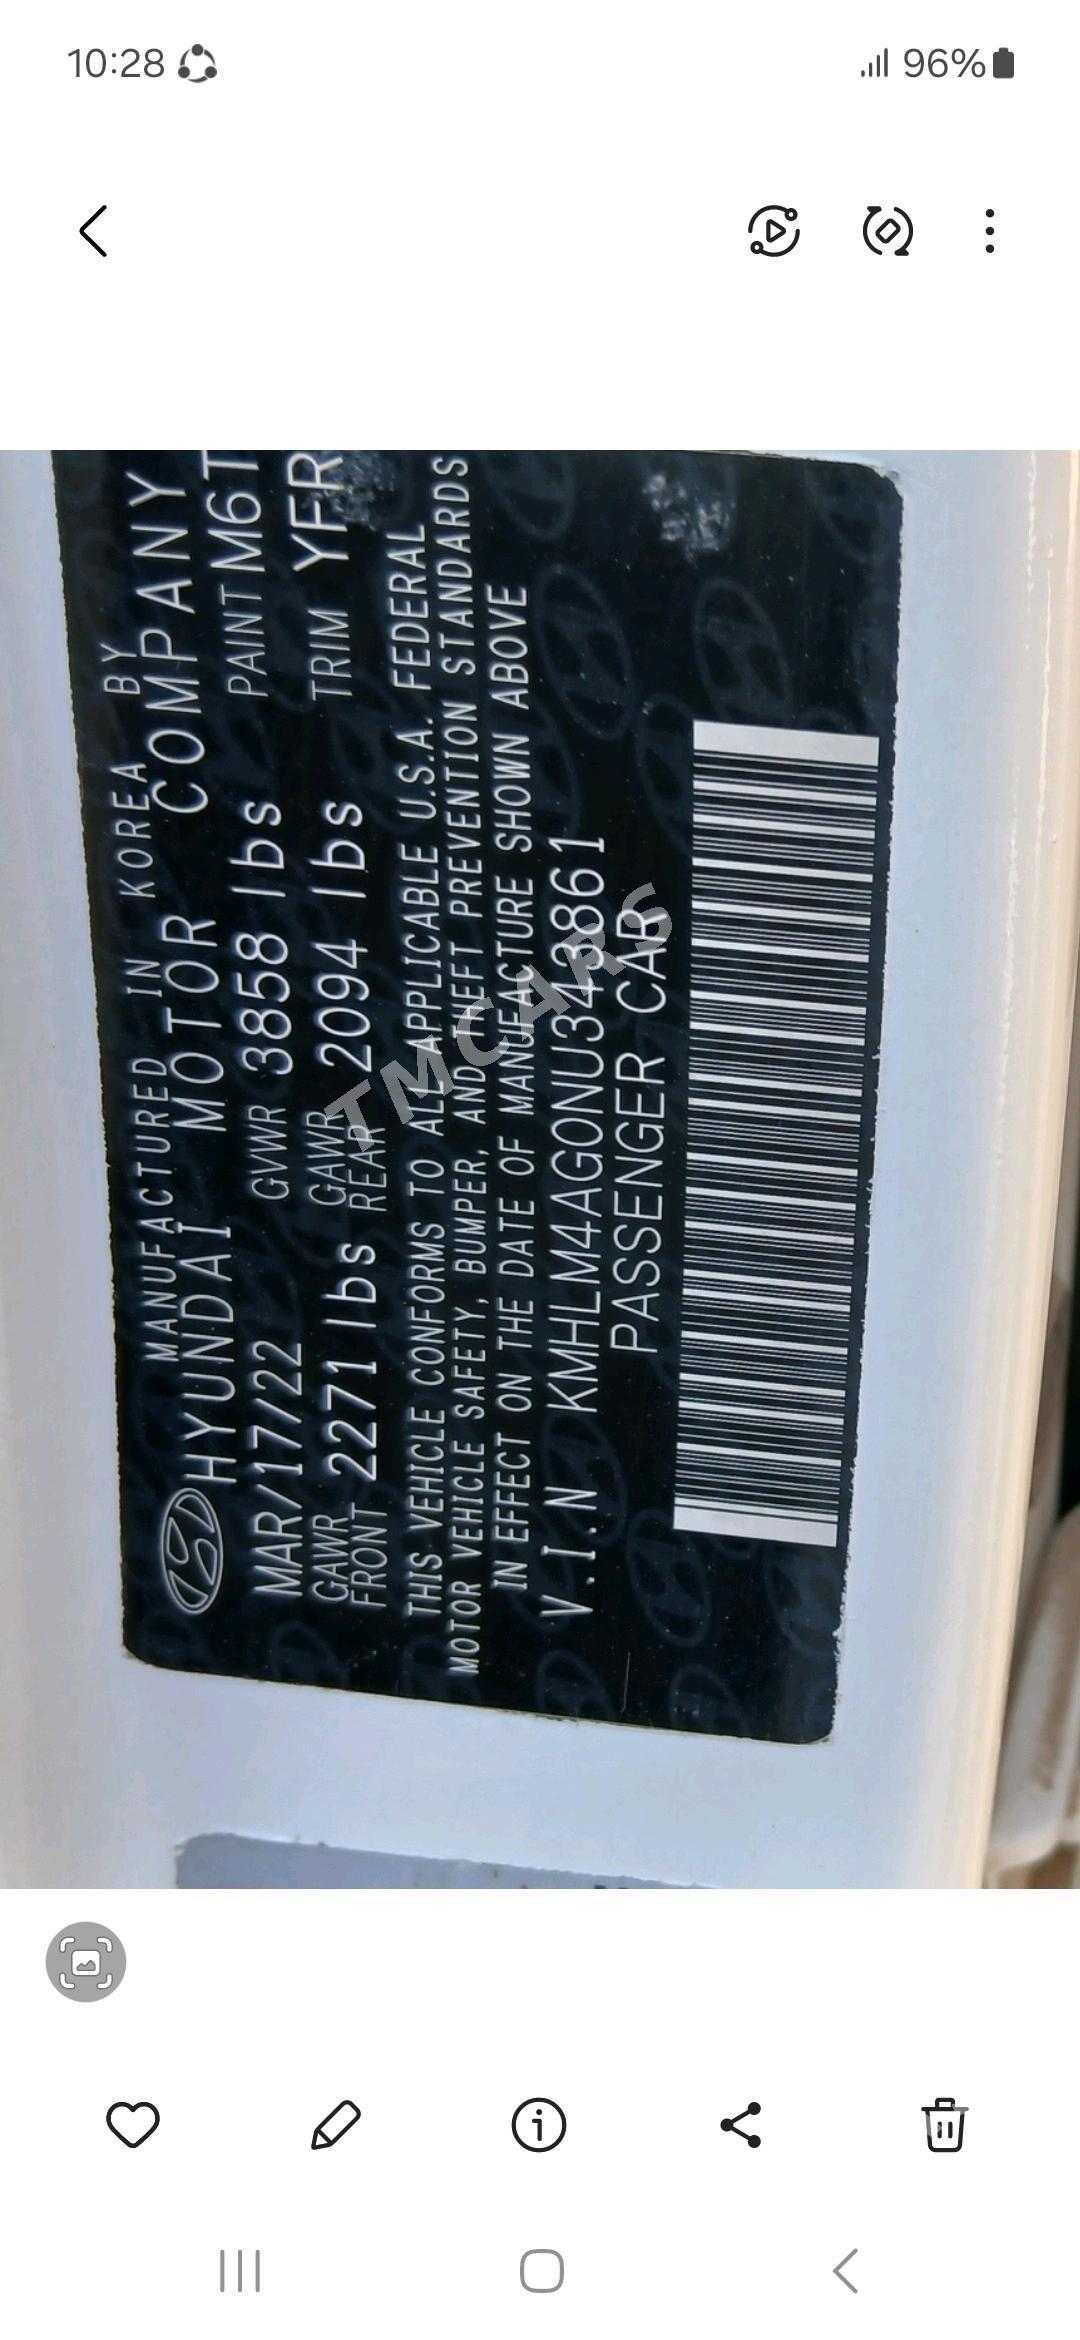 10:28 96%
MANUFACTURED IN KOREA BY
HYUNDAI MOTOR COMPANY
MAR/17/22 GVWR 3858 lbs PAINT M6T
GAWR FRONT 2271 lbs GAWR REAR 2094 lbs TRIM YFR
THIS VEHICLE CONFORMS TO ALL APPLICABLE U.S.A. FEDERAL
MOTOR VEHICLE SAFETY, BUMPER, AND THEFT PREVENTION STANDARDS
IN EFFECT ON THE DATE OF MANUFACTURE SHOWN ABOVE
V.I.N KMHLM4AG0NU343861
PASSENGER CAR
TMCARS